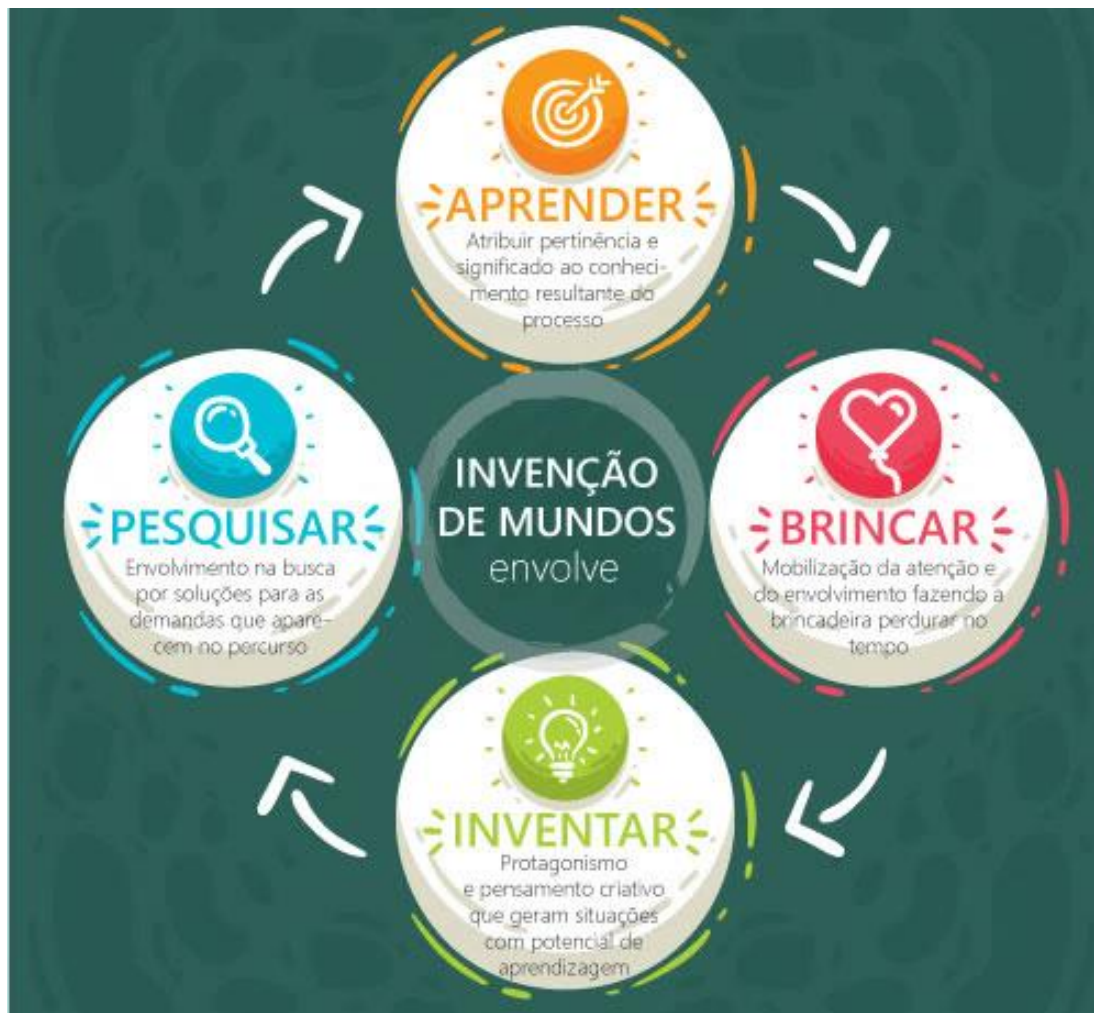 APRENDER
Atribuir pertinência e
significado ao conheci-
mento resultante do
processo
PESQUISAR
Envolvimento na busca
por soluções para as
demandas que apare-
cem no percurso
INVENÇÃO
DE MUNDOS
envolve
BRINCAR
Mobilização da atenção e
do envolvimento fazendo a
brincadeira perdurar no
tempo
INVENTAR
Protagonismo
e pensamento criativo
que geram situações
com potencial de
aprendizagem